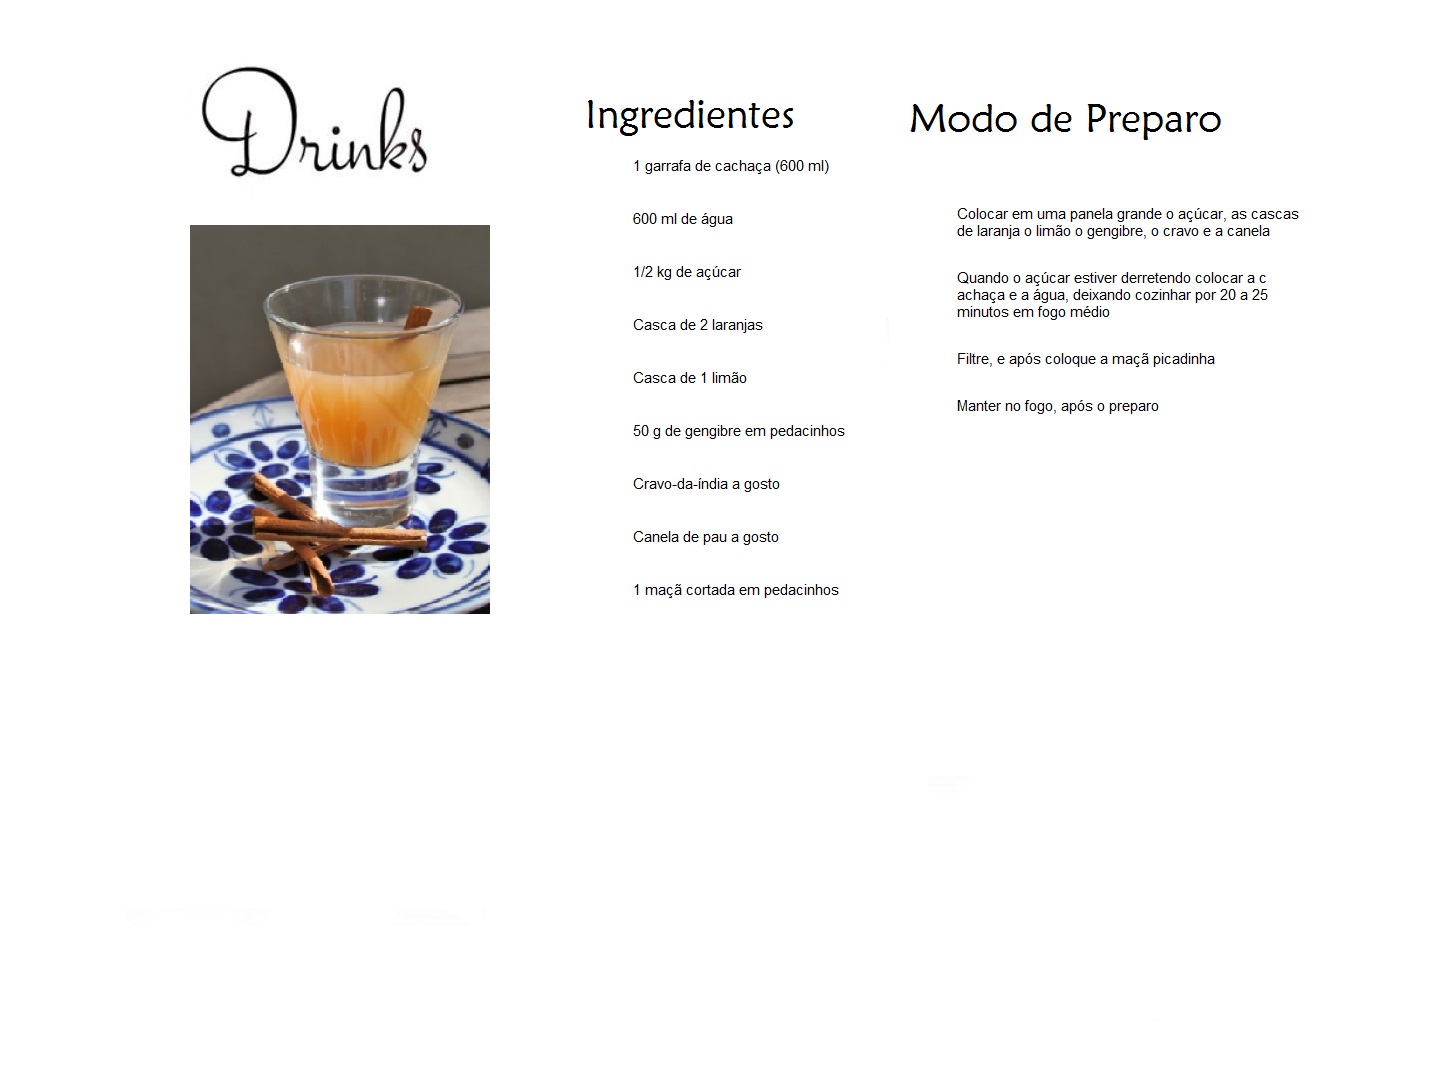 Drinks
Ingredientes
1 garrafa de cachaça (600 ml)
600 ml de água
1/2 kg de açúcar
Casca de 2 laranjas
Casca de 1 limão
50 g de gengibre em pedacinhos
Cravo-da-índia a gosto
Canela de pau a gosto
1 maçã cortada em pedacinhos
Modo de Preparo
Colocar em uma panela grande o açúcar, as cascas
de laranja o limão o gengibre, o cravo e a canela
Quando o açúcar estiver derretendo colocar a c
achaça e a água, deixando cozinhar por 20 a 25
minutos em fogo médio
Filtre, e após coloque a maçã picadinha
Manter no fogo, após o preparo